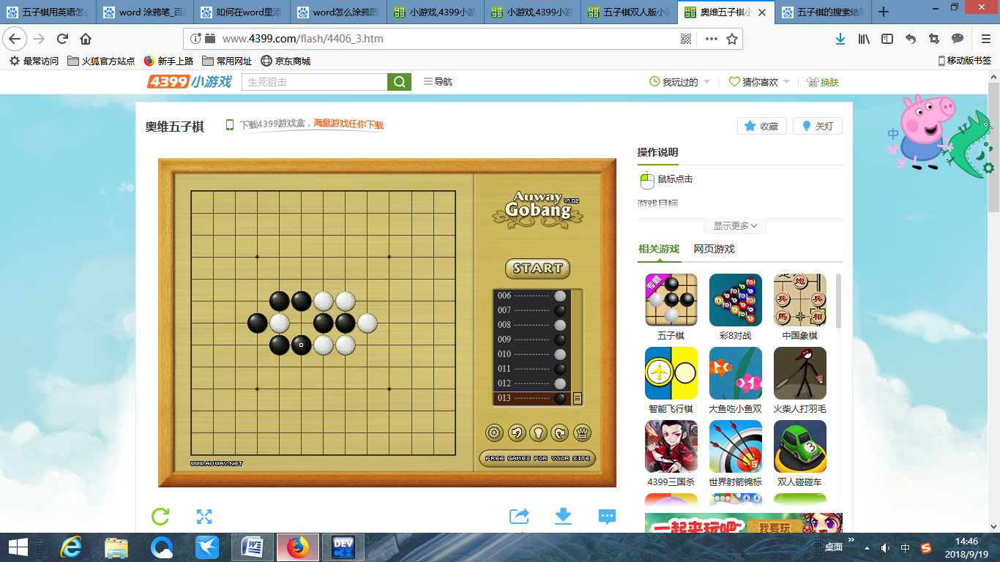 五子棋用英语怎么
word 涂鸦笔_百
如何在word里添
word怎么涂鸦图
小游戏,4399小游
小游戏,4399小游
五子棋双人版小游
奥维五子棋小
五子棋的搜索结果
www.4399.com/flash/4406_3.htm
最常访问 火狐官方站点 新手上路 常用网址 京东商城
移动版书签
4399小游戏
生死狙击
导航
我玩过的
猜你喜欢
换肤
奥维五子棋
下载4399游戏盒，海量游戏任你下载
收藏
关灯
中
操作说明
鼠标点击
游戏目标
显示更多
相关游戏 网页游戏
Auway V1.02
Gobang
START
006
007
008
009
010
011
012
013
FREE GAMES FOR YOUR SITE
WWW.AUWAY.NET
专题
炮
兵 兵
馬 相
五子棋 彩8对战 中国象棋
智能飞行棋 大鱼吃小鱼双 火柴人打羽毛
3
4399三国杀 世界射箭锦标 双人碰碰车
一起来玩吧~
我要玩
DEV
C++
桌面
中
14:46
2018/9/19